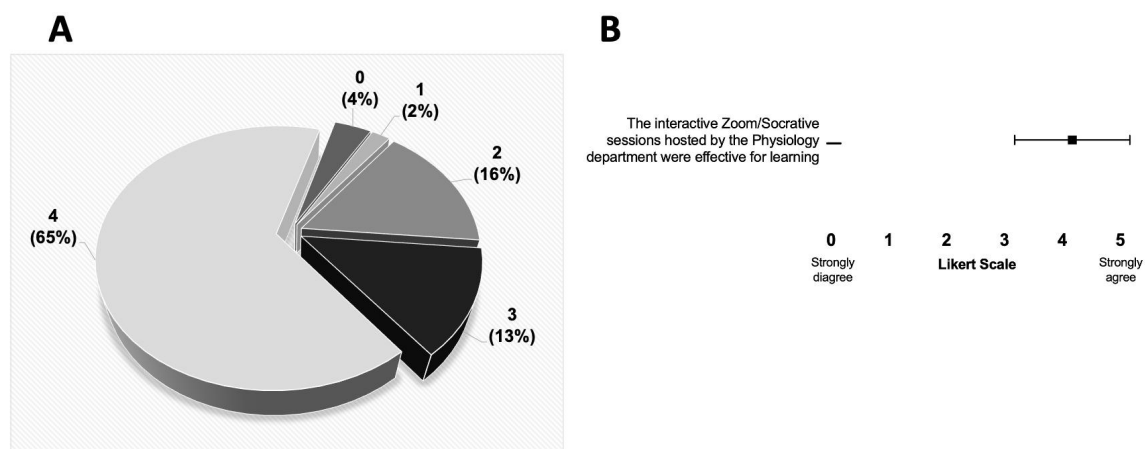 A
0
(4%)
1
(2%)
2
(16%)
4
(65%)
3
(13%)
B
The interactive Zoom/Socrative
sessions hosted by the Physiology
department were effective for learning
0 1 2 3 4 5
Strongly
diagree
Likert Scale
Strongly
agree